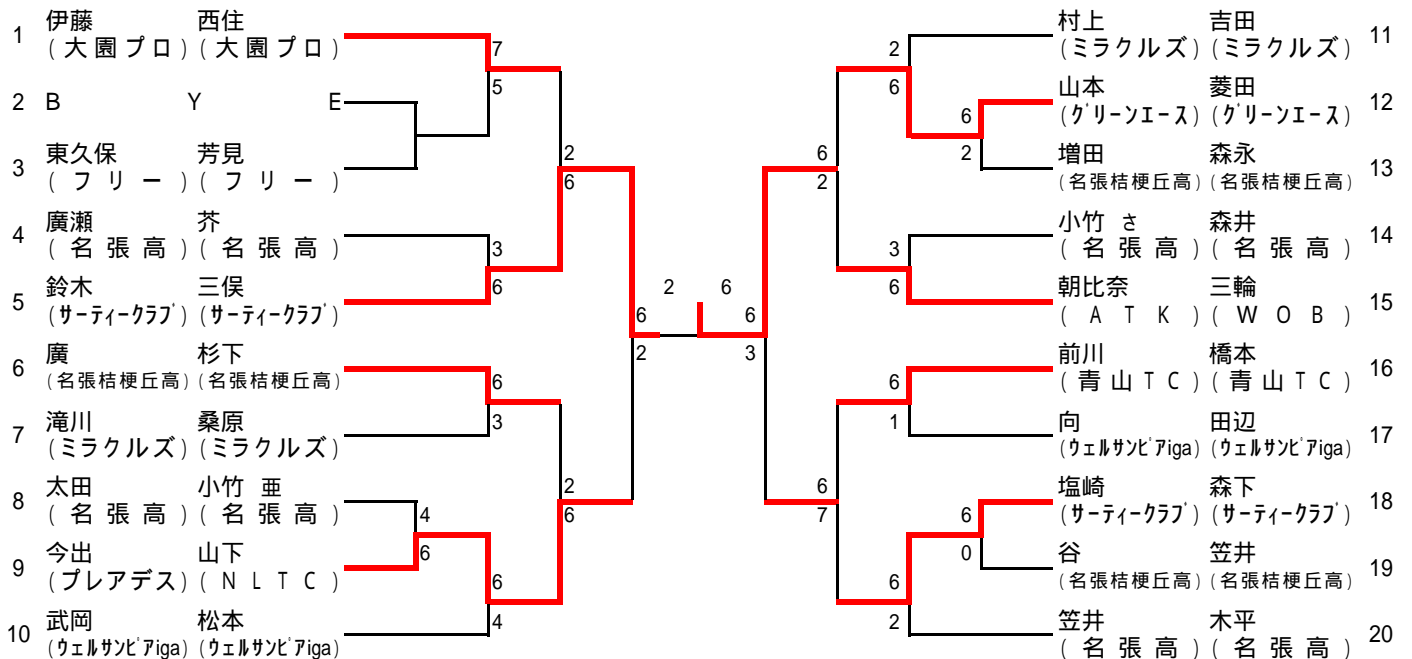 1 伊藤 西住
(大園プロ) (大園プロ)
2 B Y E
3 東久保 芳見
(フリー) (フリー)
4 廣瀬 芥
(名張高) (名張高)
5 鈴木 三俣
(サーティークラブ) (サーティークラブ)
6 廣 杉下
(名張桔梗丘高) (名張桔梗丘高)
7 滝川 桑原
(ミラクルズ) (ミラクルズ)
8 太田 小竹 亜
(名張高) (名張高)
9 今出 山下
(プレアデス) (NLTC)
10 武岡 松本
(ウェルサンピアiga) (ウェルサンピアiga)
7
5
3
6
6
3
4
6
6
4
2
6
2
6
6
2
2 6
6
3
6
2
6
7
2
6
3
6
6
1
6
2
6
2
6
0
村上 吉田 11
(ミラクルズ) (ミラクルズ)
山本 菱田 12
(グリーンエース) (グリーンエース)
増田 森永 13
(名張桔梗丘高) (名張桔梗丘高)
小竹 さ 森井 14
(名張高) (名張高)
朝比奈 三輪 15
(ATK) (WOB)
前川 橋本 16
(青山TC) (青山TC)
向 田辺 17
(ウェルサンピアiga) (ウェルサンピアiga)
塩崎 森下 18
(サーティークラブ) (サーティークラブ)
谷 笠井 19
(名張桔梗丘高) (名張桔梗丘高)
笠井 木平 20
(名張高) (名張高)